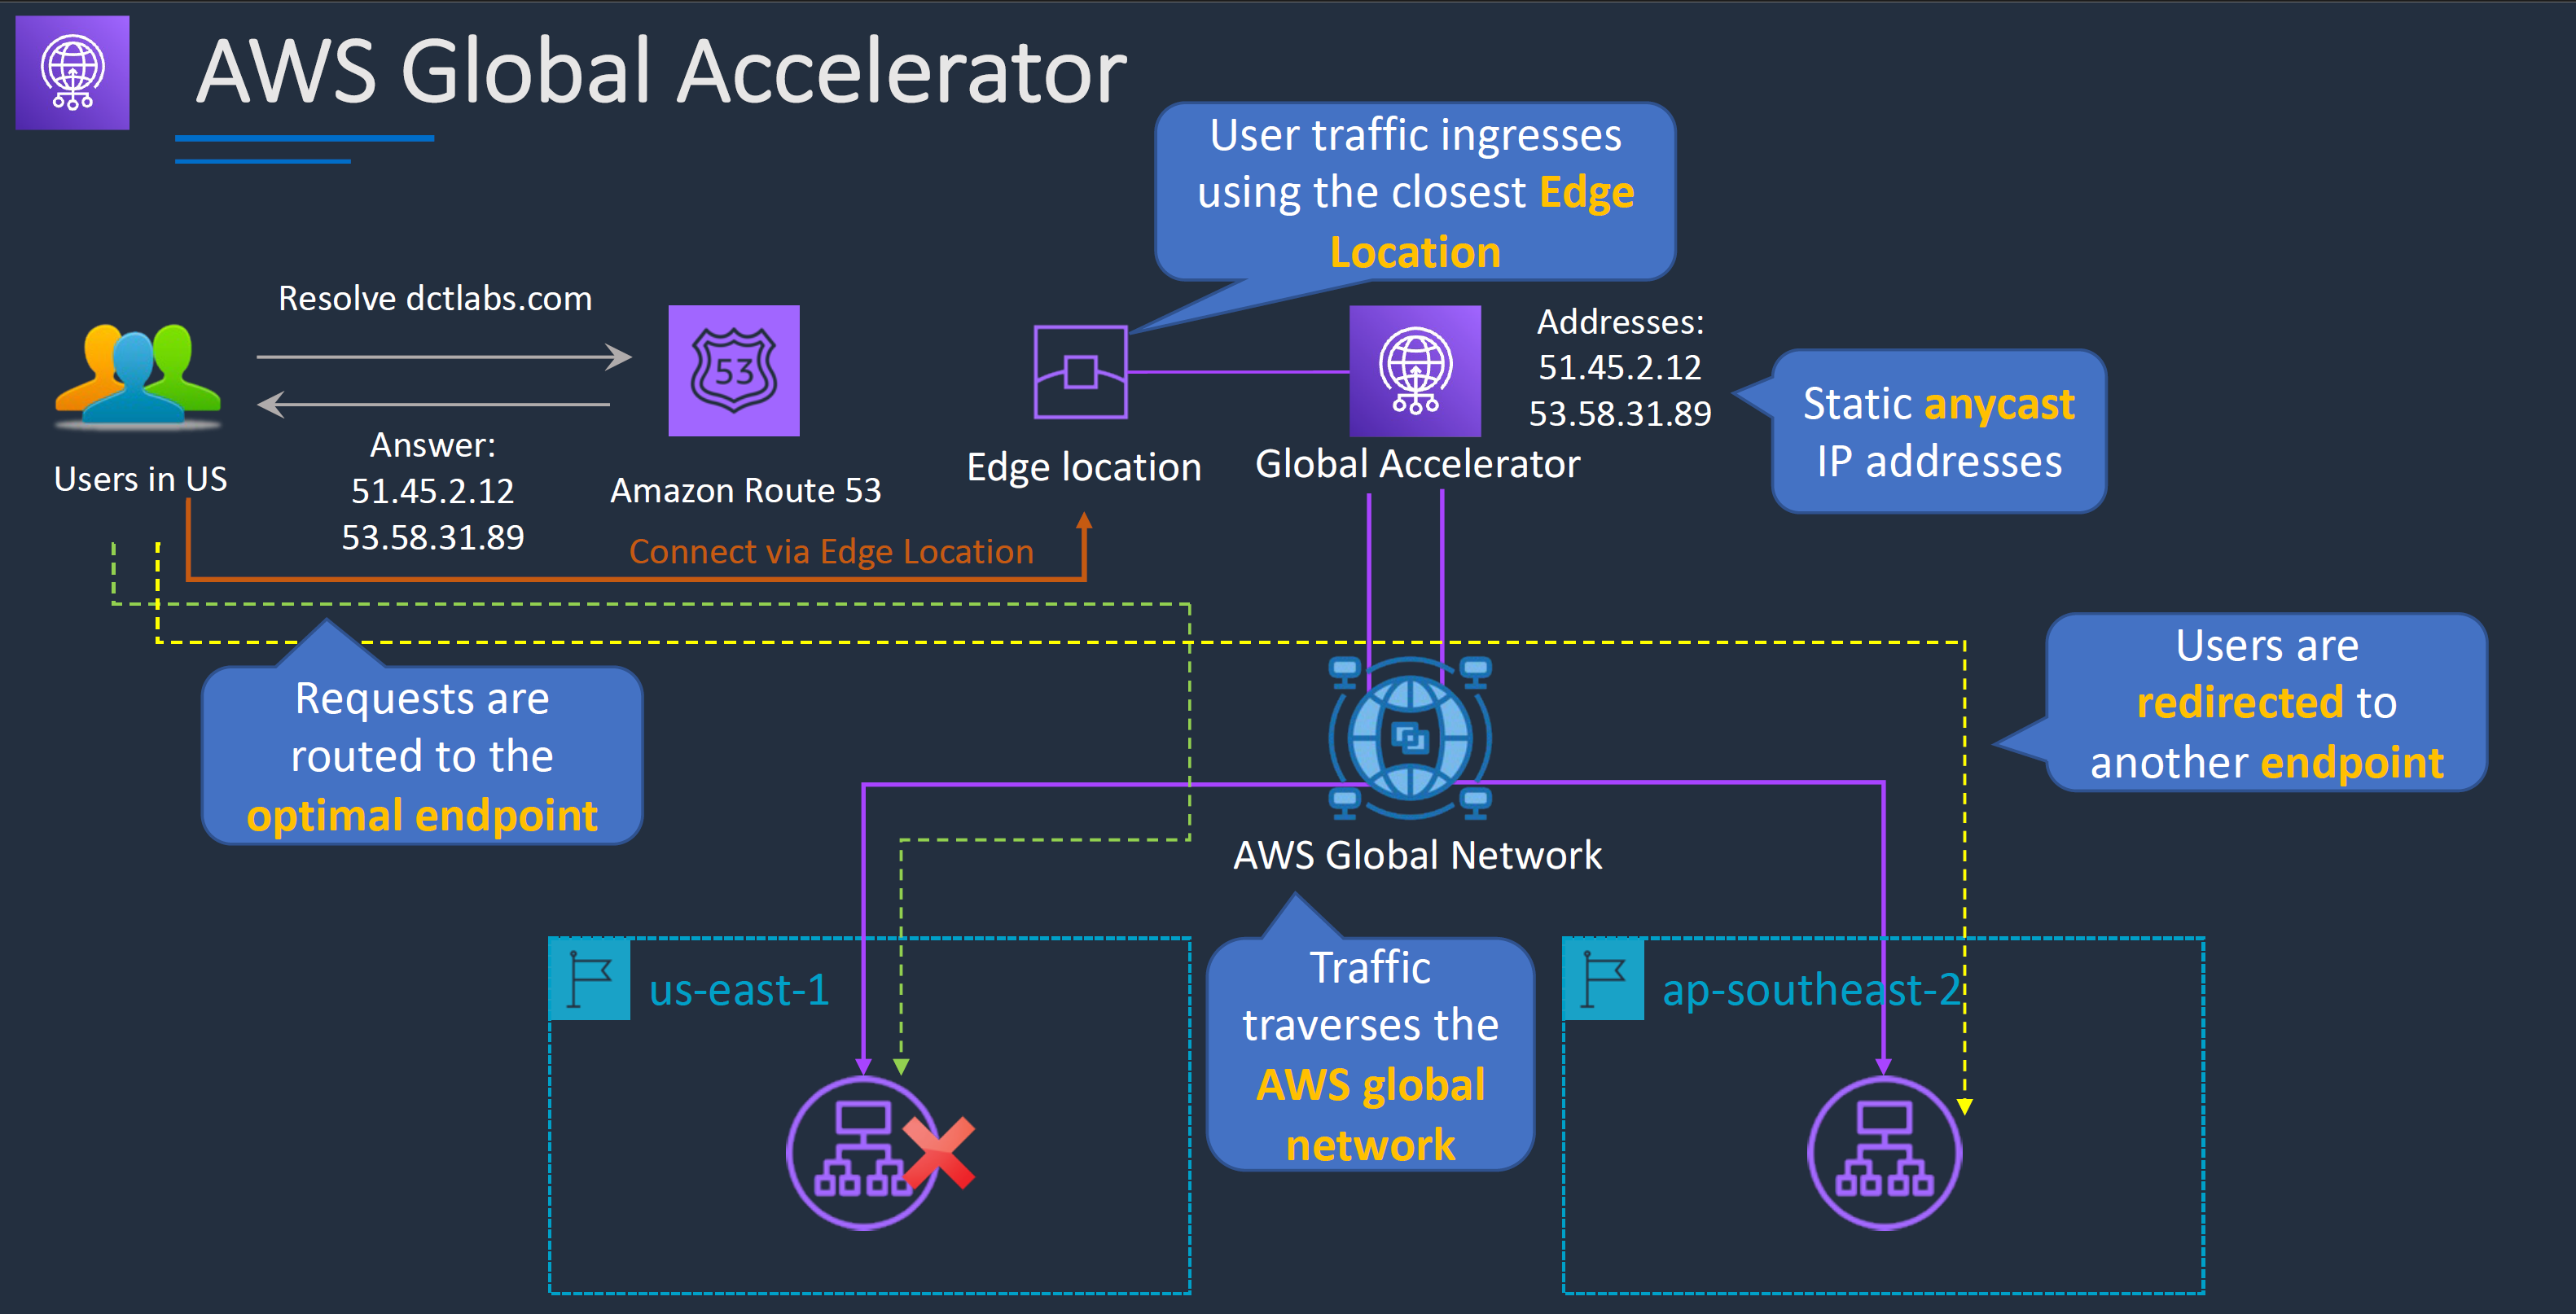 AWS Global Accelerator
User traffic ingresses
using the closest Edge
Location
Resolve dctlabs.com
53
Addresses:
51.45.2.12
53.58.31.89
Static anycast
IP addresses
Answer:
51.45.2.12
53.58.31.89
Users in US
Amazon Route 53
Edge location
Global Accelerator
Connect via Edge Location
Requests are
routed to the
optimal endpoint
Users are
redirected to
another endpoint
AWS Global Network
Traffic
traverses the
AWS global
network
us-east-1
ap-southeast-2